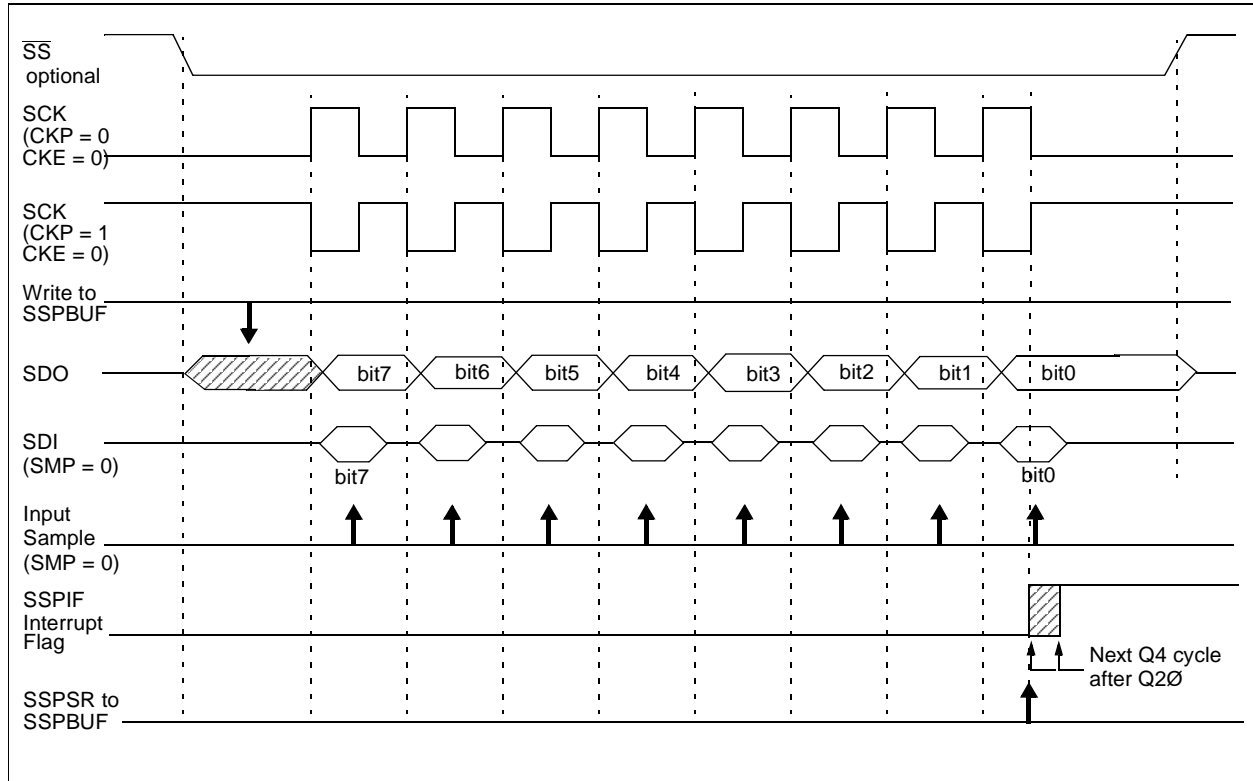 SS
optional
SCK
(CKP = 0
CKE = 0)
SCK
(CKP = 1
CKE = 0)
Write to
SSPBUF
SDO
bit7 bit6 bit5 bit4 bit3 bit2 bit1 bit0
SDI
(SMP = 0)
bit7 bit0
Input
Sample
(SMP = 0)
SSPIF
Interrupt
Flag
Next Q4 cycle
after Q2Ø
SSPSR to
SSPBUF